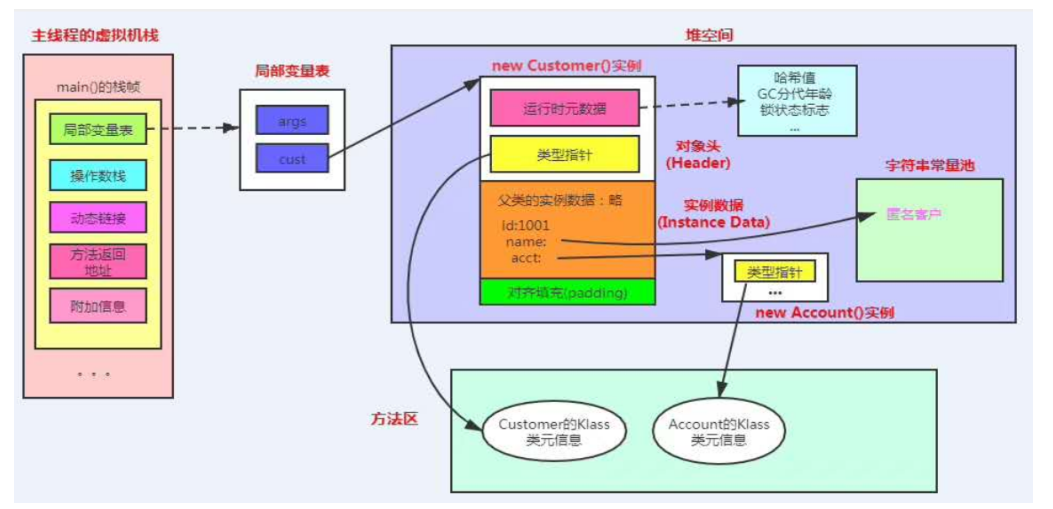 主线程的虚拟机栈
main()的栈帧
局部变量表
操作数栈
动态链接
方法返回
地址
附加信息
...
局部变量表
args
cust
堆空间
new Customer()实例
运行时元数据
类型指针
对象头
(Header)
哈希值
GC分代年龄
锁状态标志
...
父类的实例数据：略
id:1001
name:
acct:
实例数据
(Instance Data)
对齐填充(padding)
字符串常量池
匿名客户
类型指针
...
new Account()实例
方法区
Customer的Klass
类元信息
Account的Klass
类元信息